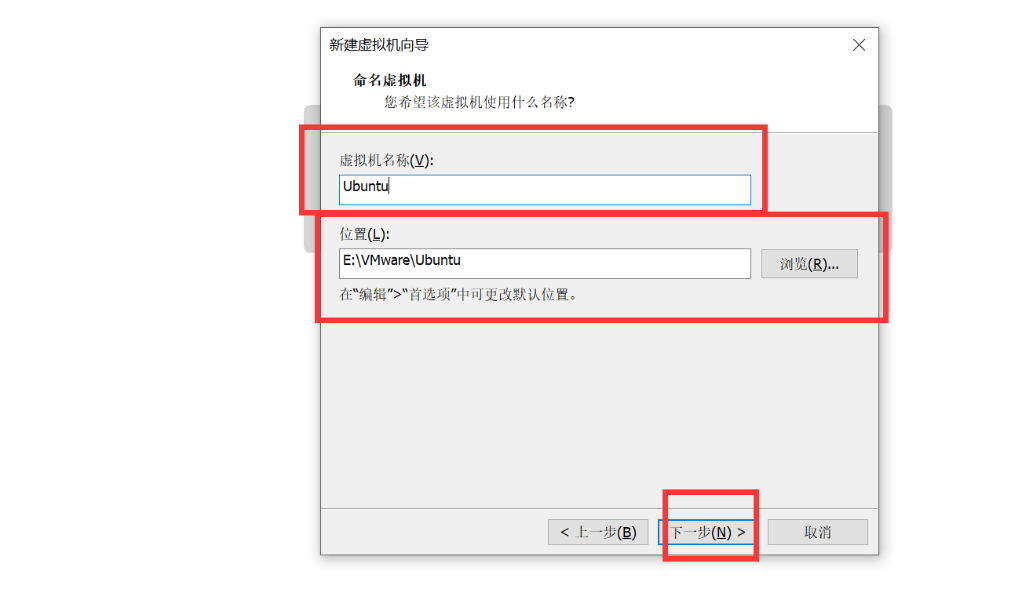 新建虚拟机向导
命名虚拟机
您希望该虚拟机使用什么名称?
虚拟机名称(V):
Ubuntu
位置(L):
E:\VMware\Ubuntu
浏览(R)...
在“编辑”>“首选项”中可更改默认位置。
< 上一步(B) 下一步(N) > 取消